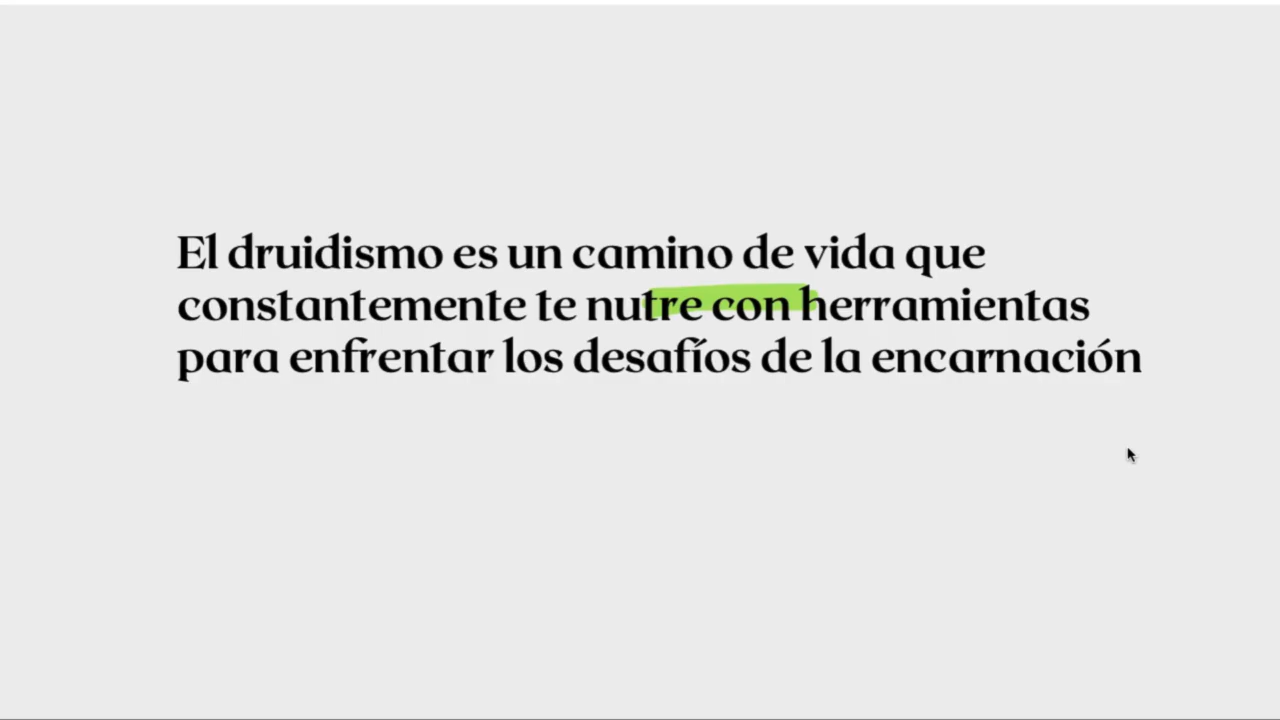 El druidismo es un camino de vida que
constantemente te nutre con herramientas
para enfrentar los desafíos de la encarnación